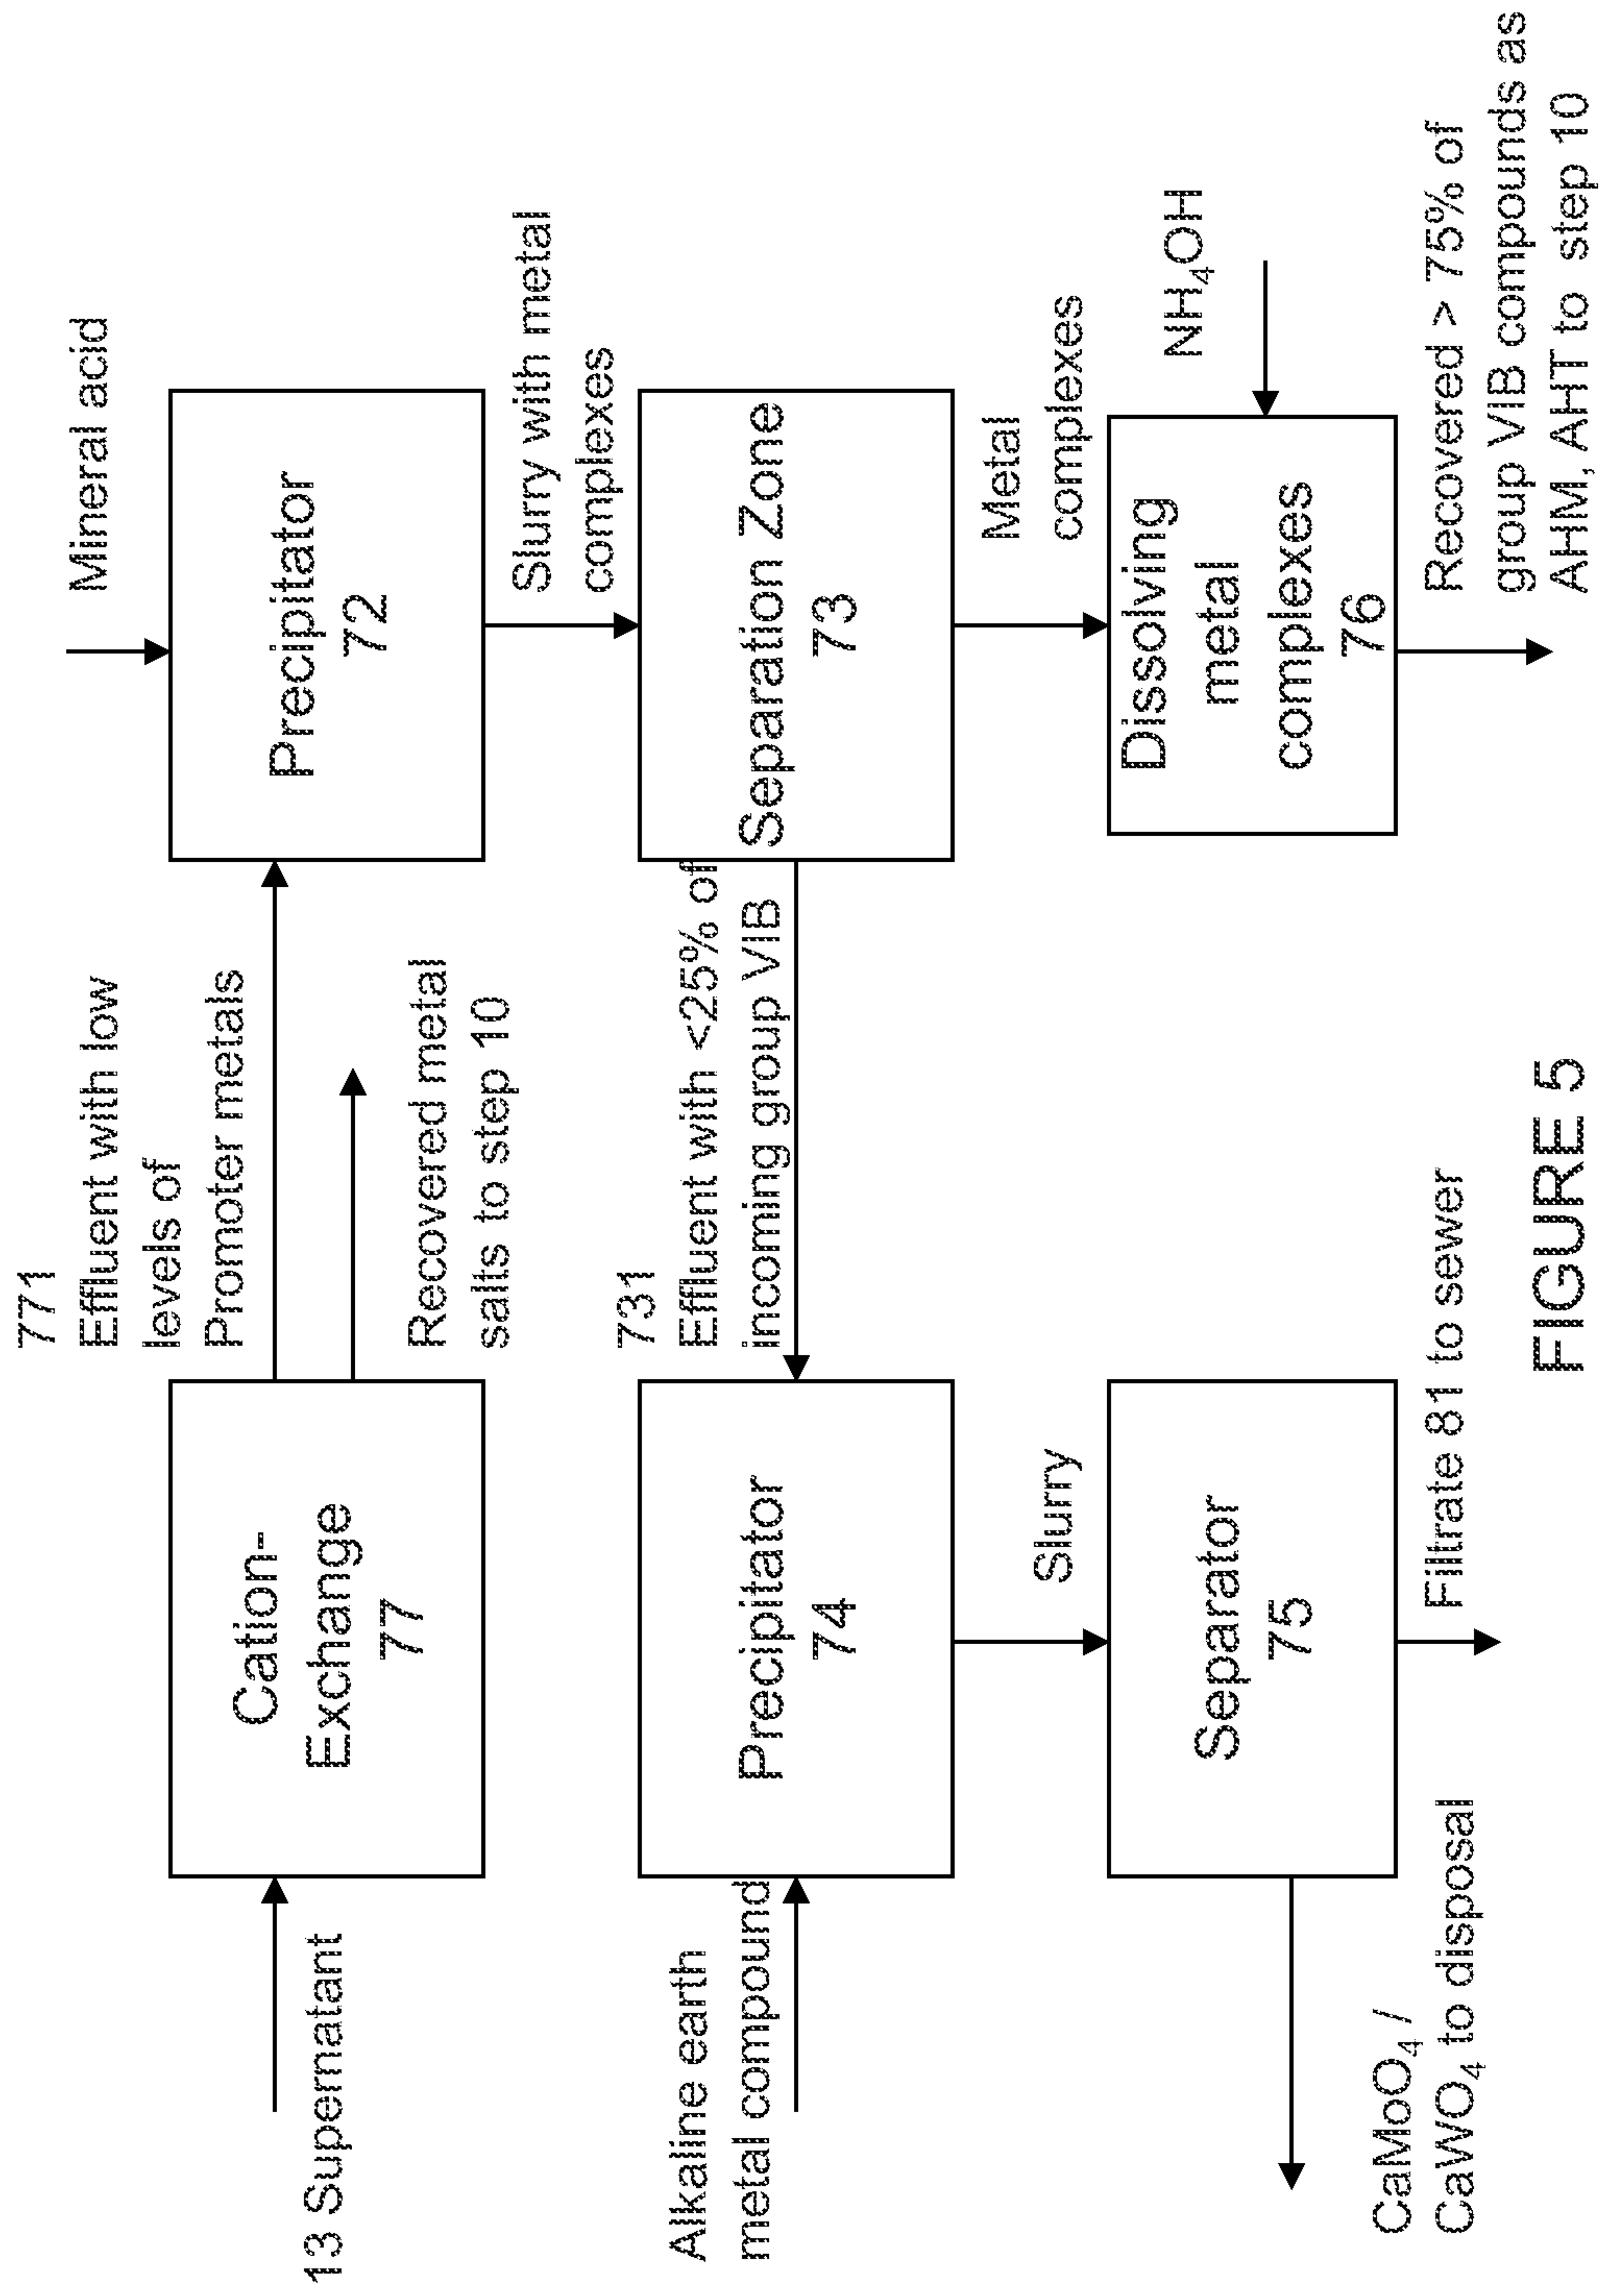 771
Effluent with low
levels of
Promoter metals
Mineral acid
13 Supernatant
Cation-
Exchange
77
Recovered metal
salts to step 10
Precipitator
72
Slurry with metal
complexes
731
Effluent with <25% of
incoming group VIB
Alkaline earth
metal compound
Precipitator
74
Separation Zone
73
Slurry
Metal
complexes
NH₄OH
Separator
75
Dissolving
metal
complexes
76
CaMoO₄ /
CaWO₄ to disposal
Filtrate 81 to sewer
Recovered > 75% of
group VIB compounds as
AHM, AHT to step 10
FIGURE 5